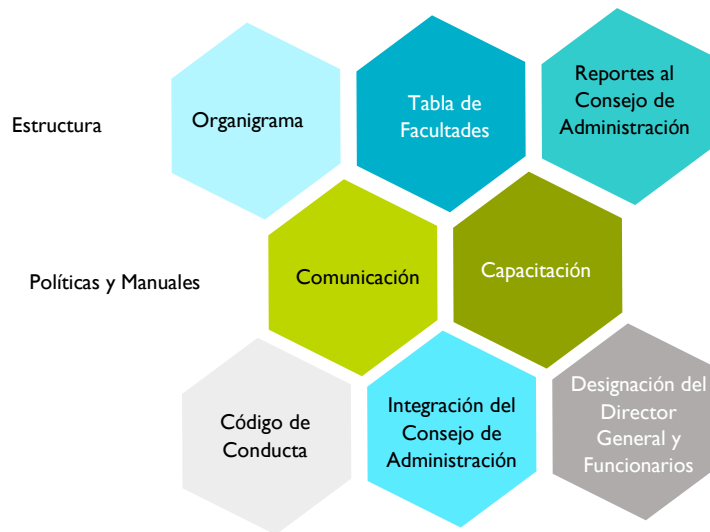 Estructura
Organigrama
Tabla de
Facultades
Reportes al
Consejo de
Administración
Políticas y Manuales
Comunicación
Capacitación
Código de
Conducta
Integración del
Consejo de
Administración
Designación del
Director
General y
Funcionarios